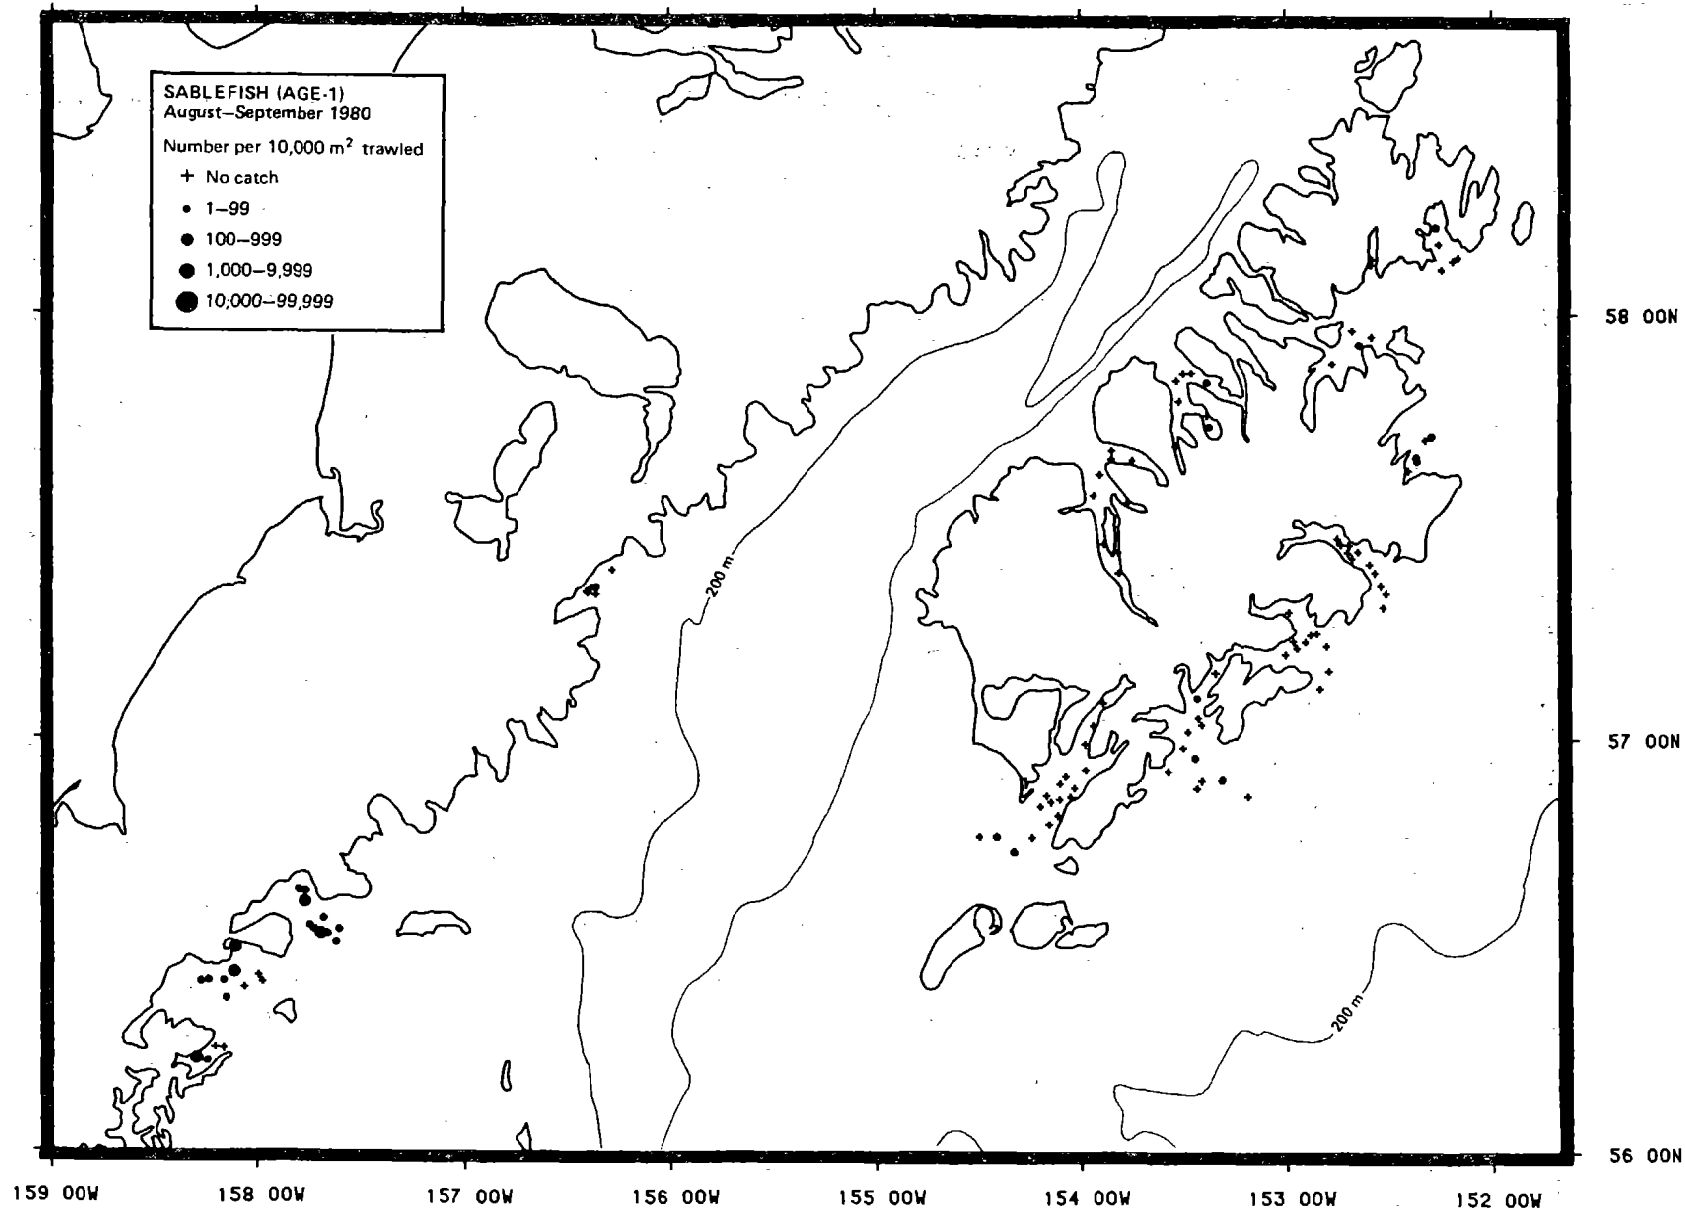 SABLEFISH (AGE-1)
August–September 1980
Number per 10,000 m² trawled
+ No catch
1–99
100–999
1,000–9,999
10,000–99,999
58 00N
200 m
57 00N
200 m
56 00N
159 00W 158 00W 157 00W 156 00W 155 00W 154 00W 153 00W 152 00W